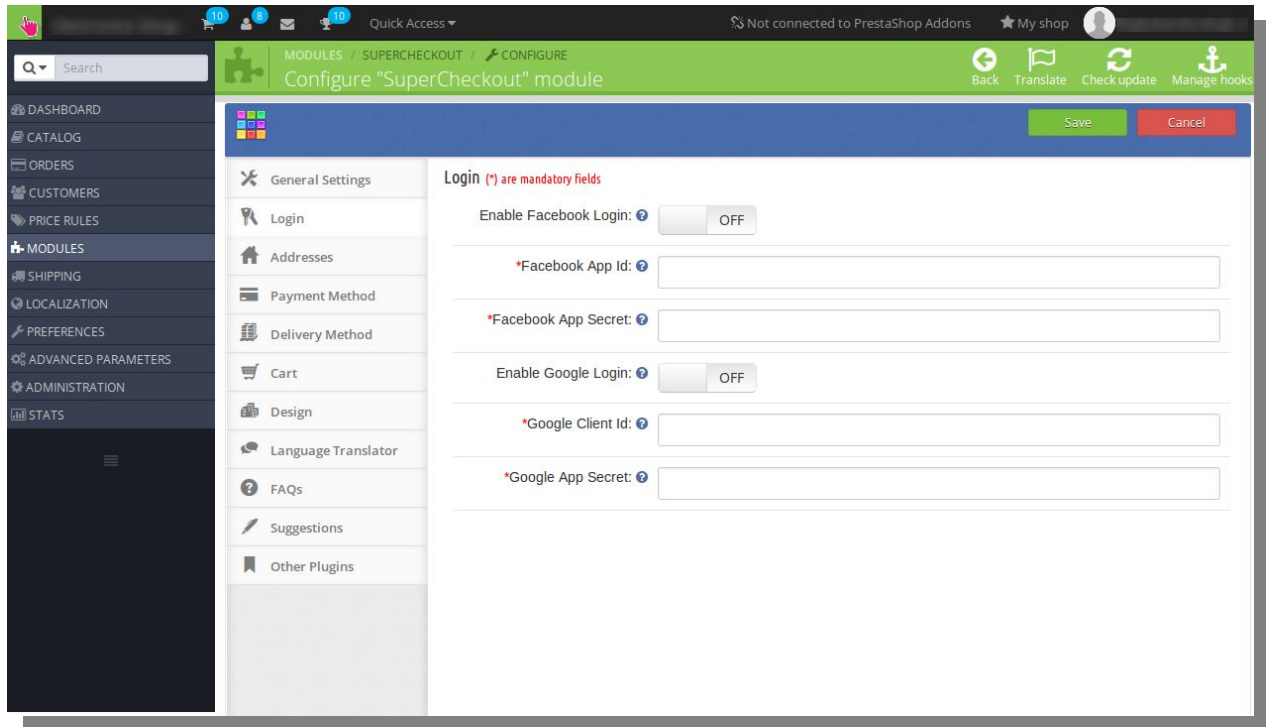 10 8 10 Quick Access Not connected to PrestaShop Addons My shop
MODULES / SUPERCHECKOUT / CONFIGURE
Configure "SuperCheckout" module
Back Translate Check update Manage hooks
Search
DASHBOARD
CATALOG
ORDERS
CUSTOMERS
PRICE RULES
MODULES
SHIPPING
LOCALIZATION
PREFERENCES
ADVANCED PARAMETERS
ADMINISTRATION
STATS
Save Cancel
General Settings
Login
Addresses
Payment Method
Delivery Method
Cart
Design
Language Translator
FAQs
Suggestions
Other Plugins
Login (*) are mandatory fields
Enable Facebook Login: OFF
*Facebook App Id:
*Facebook App Secret:
Enable Google Login: OFF
*Google Client Id:
*Google App Secret: